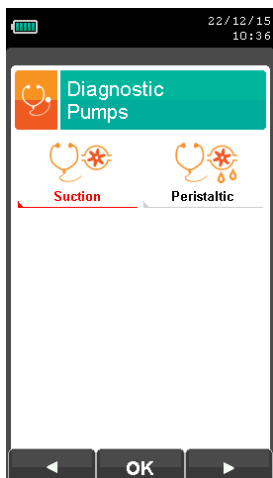 22/12/15
10:36
Diagnostic
Pumps
Suction
Peristaltic
OK